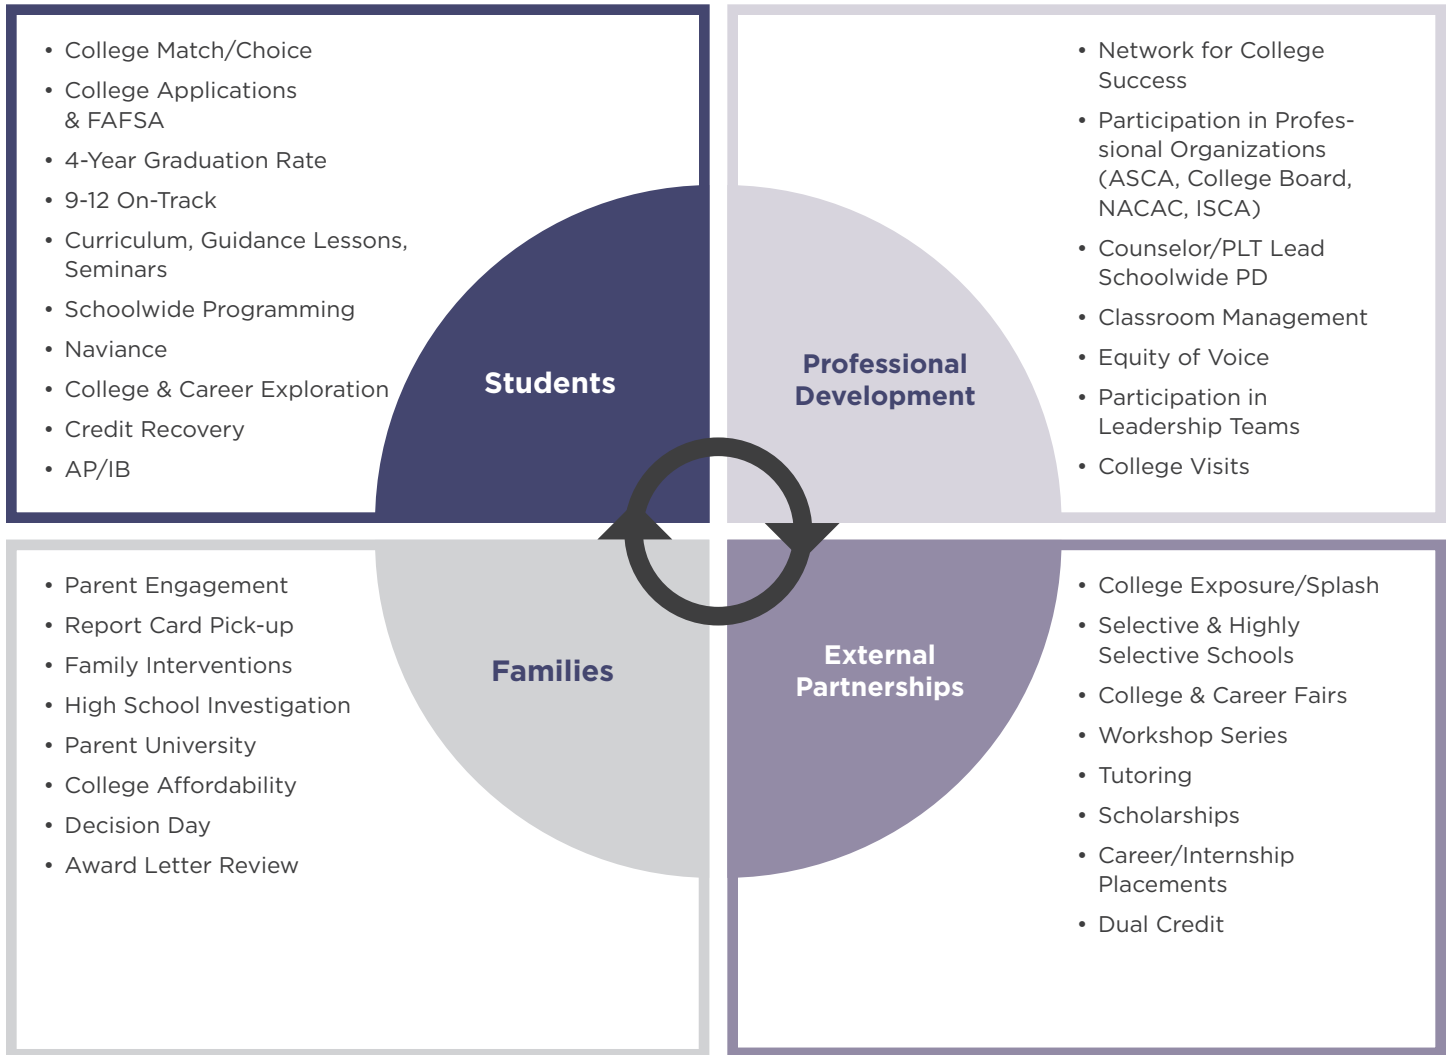 • College Match/Choice
• College Applications
& FAFSA
• 4-Year Graduation Rate
• 9-12 On-Track
• Curriculum, Guidance Lessons,
Seminars
• Schoolwide Programming
• Naviance
• College & Career Exploration
• Credit Recovery
• AP/IB
Students
Professional
Development
• Network for College
Success
• Participation in Profes-
sional Organizations
(ASCA, College Board,
NACAC, ISCA)
• Counselor/PLT Lead
Schoolwide PD
• Classroom Management
• Equity of Voice
• Participation in
Leadership Teams
• College Visits
• Parent Engagement
• Report Card Pick-up
• Family Interventions
• High School Investigation
• Parent University
• College Affordability
• Decision Day
• Award Letter Review
Families
External
Partnerships
• College Exposure/Splash
• Selective & Highly
Selective Schools
• College & Career Fairs
• Workshop Series
• Tutoring
• Scholarships
• Career/Internship
Placements
• Dual Credit